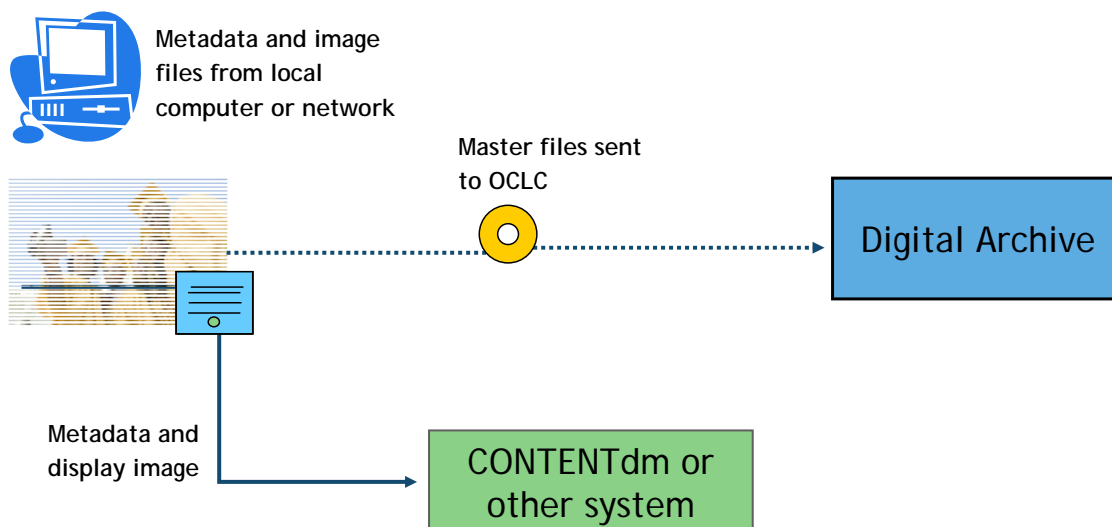 Metadata and image
files from local
computer or network
Master files sent
to OCLC
Digital Archive
Metadata and
display image
CONTENTdm or
other system